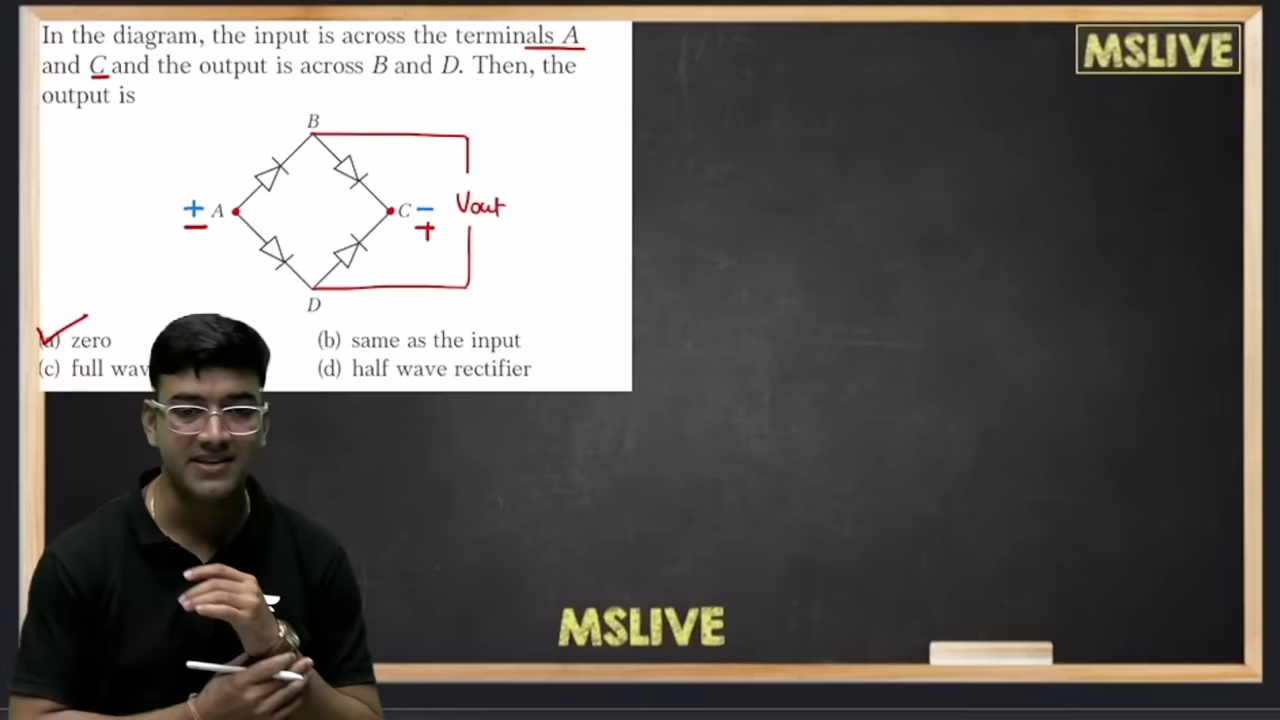 In the diagram, the input is across the terminals A
and C and the output is across B and D. Then, the
output is
MSLIVE
B
+ A
C −
Vout
−
+
D
(a) zero
(b) same as the input
(c) full wav
(d) half wave rectifier
MSLIVE